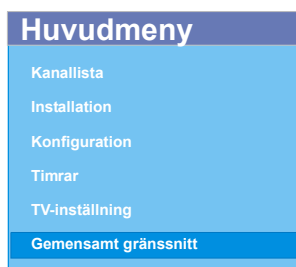 Huvudmeny
Kanallista
Installation
Konfiguration
Timrar
TV-inställning
Gemensamt gränssnitt